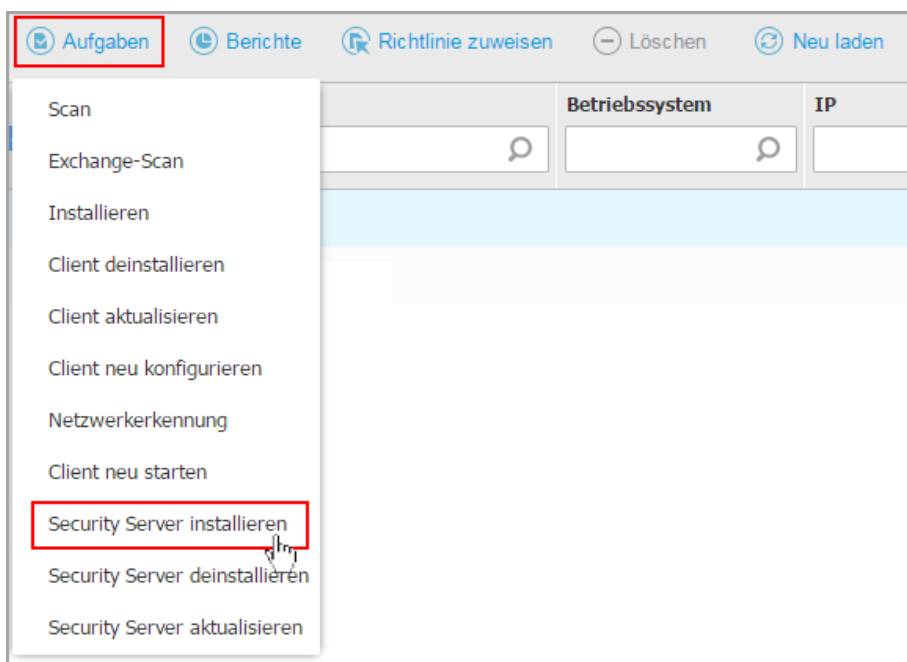 Aufgaben Berichte Richtlinie zuweisen Löschen Neu laden
Betriebssystem IP
Scan
Exchange-Scan
Installieren
Client deinstallieren
Client aktualisieren
Client neu konfigurieren
Netzwerkerkennung
Client neu starten
Security Server installieren
Security Server deinstallieren
Security Server aktualisieren